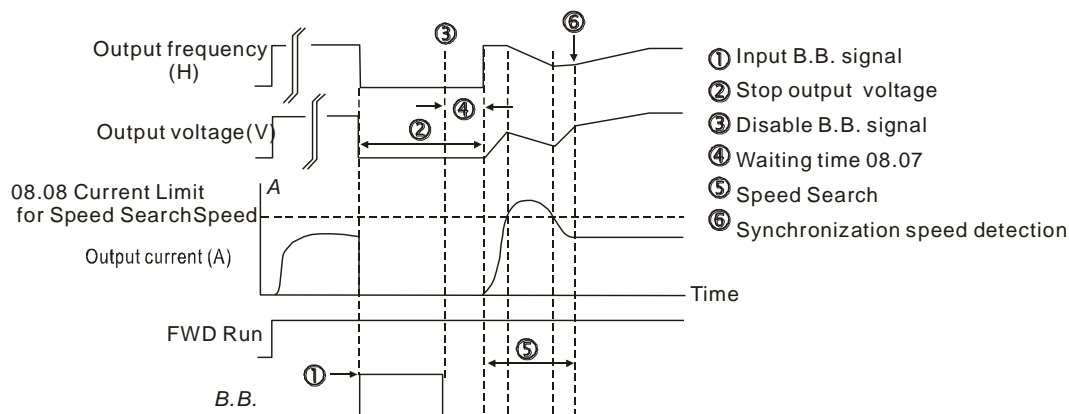 Output frequency
(H)
Output voltage(V)
08.08 Current Limit
for Speed SearchSpeed
A
Output current (A)
Time
FWD Run
B.B.
③
⑥
④
②
⑤
①
① Input B.B. signal
② Stop output voltage
③ Disable B.B. signal
④ Waiting time 08.07
⑤ Speed Search
⑥ Synchronization speed detection